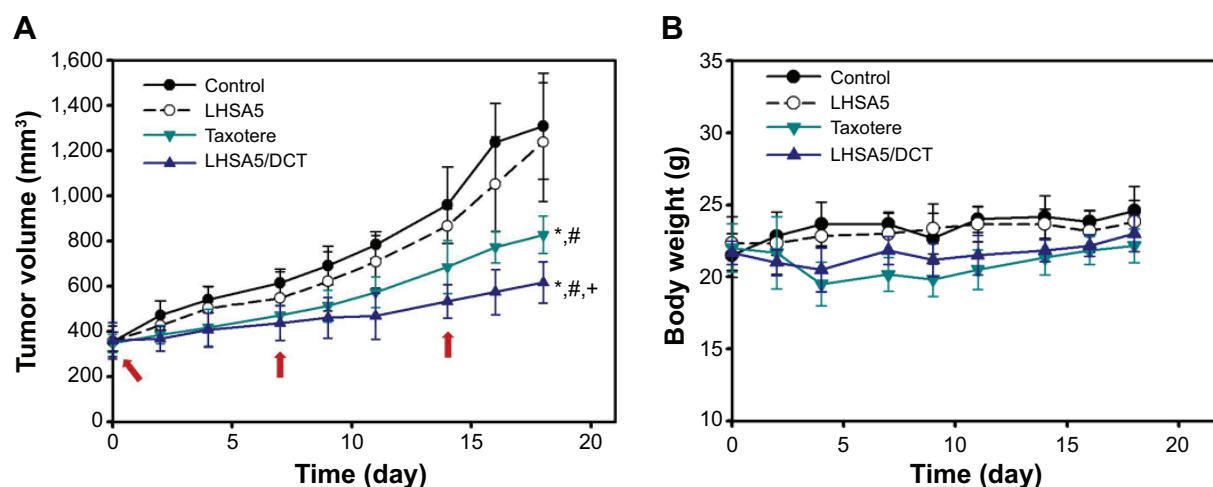 A
Tumor volume (mm³)
1,600
1,400
1,200
1,000
800
600
400
200
0
Control
LHSA5
Taxotere
LHSA5/DCT
*,#
*,#,+
0
5
10
15
20
Time (day)
B
Body weight (g)
35
30
25
20
15
10
Control
LHSA5
Taxotere
LHSA5/DCT
0
5
10
15
20
Time (day)